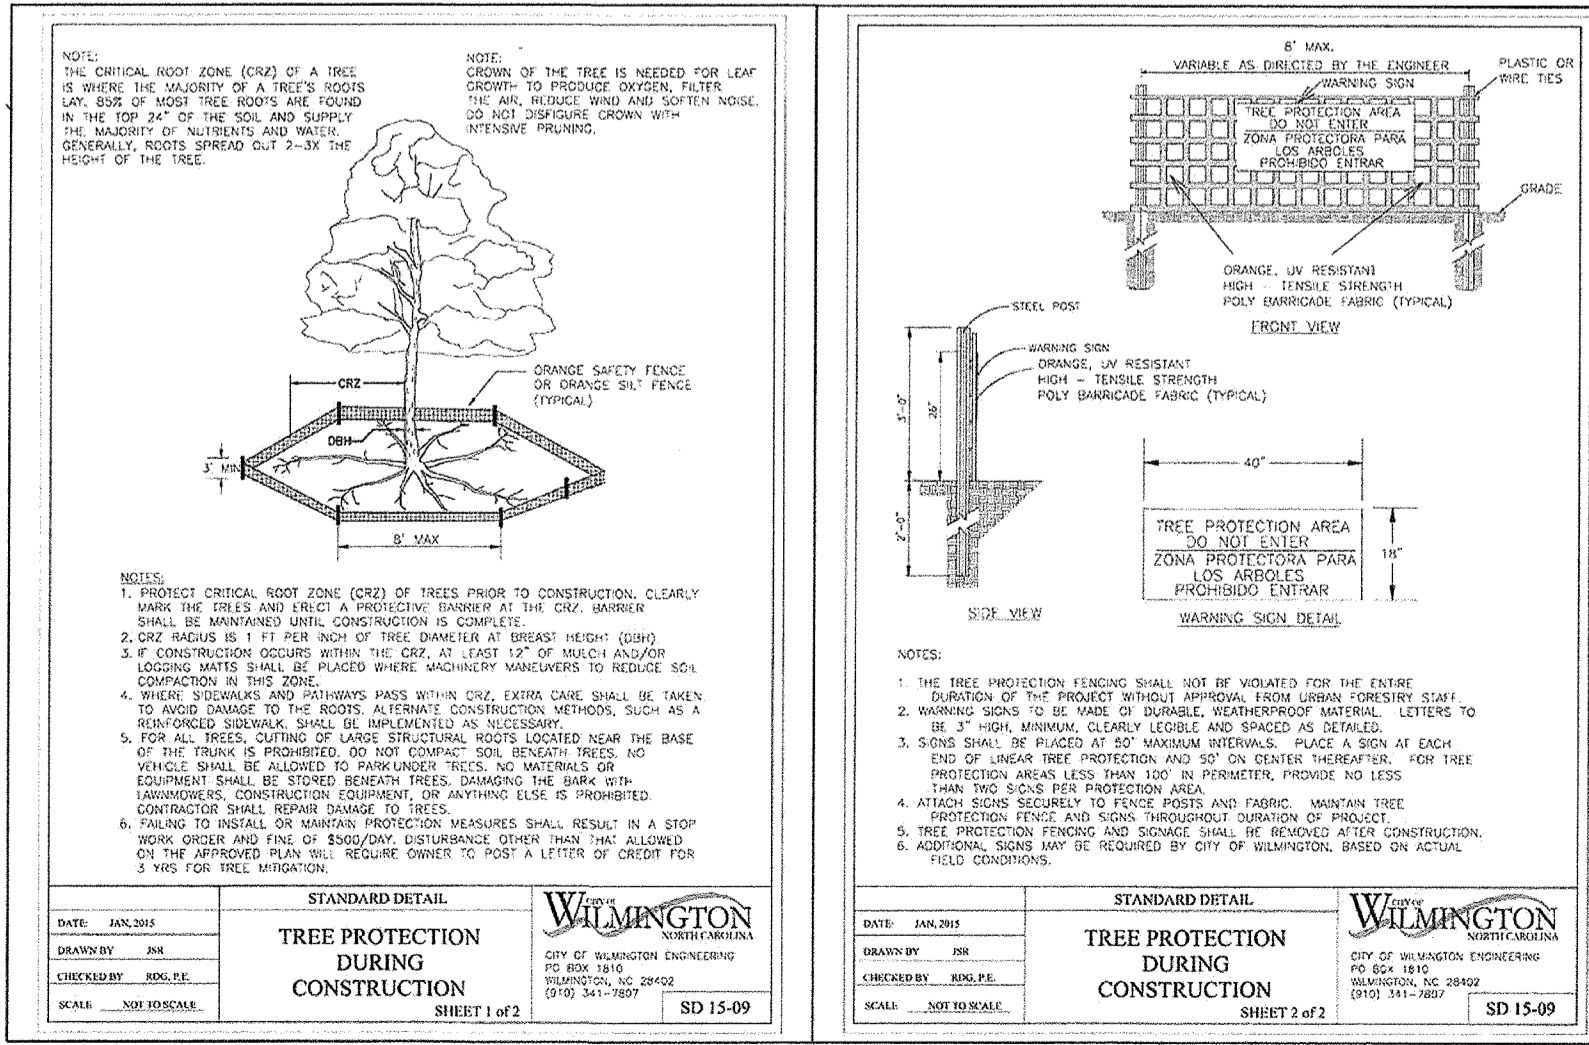 NOTE:
THE CRITICAL ROOT ZONE (CRZ) OF A TREE
IS WHERE THE MAJORITY OF A TREE'S ROOTS
LAY. 85% OF MOST TREE ROOTS ARE FOUND
IN THE TOP 24" OF THE SOIL AND SUPPLY
THE MAJORITY OF NUTRIENTS AND WATER.
GENERALLY, ROOTS SPREAD OUT 2-3X THE
HEIGHT OF THE TREE.
NOTE:
CROWN OF THE TREE IS NEEDED FOR LEAF
GROWTH TO PRODUCE OXYGEN, FILTER
THE AIR, REDUCE WIND AND SOFTEN NOISE.
DO NOT DISFIGURE CROWN WITH
INTENSIVE PRUNING.
CRZ
ORANGE SAFETY FENCE
OR ORANGE SILT FENCE
(TYPICAL)
DBH
3' MIN
8' MAX
NOTES:
1. PROTECT CRITICAL ROOT ZONE (CRZ) OF TREES PRIOR TO CONSTRUCTION. CLEARLY
MARK THE TREES AND ERECT A PROTECTIVE BARRIER AT THE CRZ. BARRIER
SHALL BE MAINTAINED UNTIL CONSTRUCTION IS COMPLETE.
2. CRZ RADIUS IS 1 FT PER INCH OF TREE DIAMETER AT BREAST HEIGHT (DBH)
3. IF CONSTRUCTION OCCURS WITHIN THE CRZ, AT LEAST 12" OF MULCH AND/OR
LOGGING MATTS SHALL BE PLACED WHERE MACHINERY MANEUVERS TO REDUCE SOIL
COMPACTION IN THIS ZONE.
4. WHERE SIDEWALKS AND PATHWAYS PASS WITHIN CRZ, EXTRA CARE SHALL BE TAKEN
TO AVOID DAMAGE TO THE ROOTS. ALTERNATE CONSTRUCTION METHODS, SUCH AS A
REINFORCED SIDEWALK, SHALL BE IMPLEMENTED AS NECESSARY.
5. FOR ALL TREES, CUTTING OF LARGE STRUCTURAL ROOTS LOCATED NEAR THE BASE
OF THE TRUNK IS PROHIBITED. DO NOT COMPACT SOIL BENEATH TREES. NO
VEHICLE SHALL BE ALLOWED TO PARK UNDER TREES. NO MATERIALS OR
EQUIPMENT SHALL BE STORED BENEATH TREES. DAMAGING THE BARK WITH
LAWNMOWERS, CONSTRUCTION EQUIPMENT, OR ANYTHING ELSE IS PROHIBITED.
CONTRACTOR SHALL REPAIR DAMAGE TO TREES.
6. FAILING TO INSTALL OR MAINTAIN PROTECTION MEASURES SHALL RESULT IN A STOP
WORK ORDER AND FINE OF $500/DAY. DISTURBANCE OTHER THAN THAT ALLOWED
ON THE APPROVED PLAN WILL REQUIRE OWNER TO POST A LETTER OF CREDIT FOR
3 YRS FOR TREE MITIGATION.
DATE: JAN, 2015
DRAWN BY JSR
CHECKED BY RDG, P.E.
SCALE NOT TO SCALE
STANDARD DETAIL
TREE PROTECTION
DURING
CONSTRUCTION
SHEET 1 of 2
CITY OF
WILMINGTON
NORTH CAROLINA
CITY OF WILMINGTON ENGINEERING
PO BOX 1810
WILMINGTON, NC 28402
(910) 341-7807
SD 15-09
8' MAX.
VARIABLE AS DIRECTED BY THE ENGINEER
PLASTIC OR
WIRE TIES
WARNING SIGN
TREE PROTECTION AREA
DO NOT ENTER
ZONA PROTECTORA PARA
LOS ARBOLES
PROHIBIDO ENTRAR
GRADE
ORANGE, UV RESISTANT
HIGH - TENSILE STRENGTH
POLY BARRICADE FABRIC (TYPICAL)
FRONT VIEW
STEEL POST
WARNING SIGN
ORANGE, UV RESISTANT
HIGH - TENSILE STRENGTH
POLY BARRICADE FABRIC (TYPICAL)
3'-0"
2'-0"
SIDE VIEW
40"
18"
TREE PROTECTION AREA
DO NOT ENTER
ZONA PROTECTORA PARA
LOS ARBOLES
PROHIBIDO ENTRAR
WARNING SIGN DETAIL
NOTES:
1. THE TREE PROTECTION FENCING SHALL NOT BE VIOLATED FOR THE ENTIRE
DURATION OF THE PROJECT WITHOUT APPROVAL FROM URBAN FORESTRY STAFF.
2. WARNING SIGNS TO BE MADE OF DURABLE, WEATHERPROOF MATERIAL. LETTERS TO
BE 3" HIGH, MINIMUM, CLEARLY LEGIBLE AND SPACED AS DETAILED.
3. SIGNS SHALL BE PLACED AT 50' MAXIMUM INTERVALS. PLACE A SIGN AT EACH
END OF LINEAR TREE PROTECTION AND 50' ON CENTER THEREAFTER. FOR TREE
PROTECTION AREAS LESS THAN 100' IN PERIMETER, PROVIDE NO LESS
THAN TWO SIGNS PER PROTECTION AREA.
4. ATTACH SIGNS SECURELY TO FENCE POSTS AND FABRIC. MAINTAIN TREE
PROTECTION FENCE AND SIGNS THROUGHOUT DURATION OF PROJECT.
5. TREE PROTECTION FENCING AND SIGNAGE SHALL BE REMOVED AFTER CONSTRUCTION.
6. ADDITIONAL SIGNS MAY BE REQUIRED BY CITY OF WILMINGTON, BASED ON ACTUAL
FIELD CONDITIONS.
DATE: JAN, 2015
DRAWN BY JSR
CHECKED BY RDG, P.E.
SCALE NOT TO SCALE
STANDARD DETAIL
TREE PROTECTION
DURING
CONSTRUCTION
SHEET 2 of 2
CITY OF
WILMINGTON
NORTH CAROLINA
CITY OF WILMINGTON ENGINEERING
PO BOX 1810
WILMINGTON, NC 28402
(910) 341-7807
SD 15-09